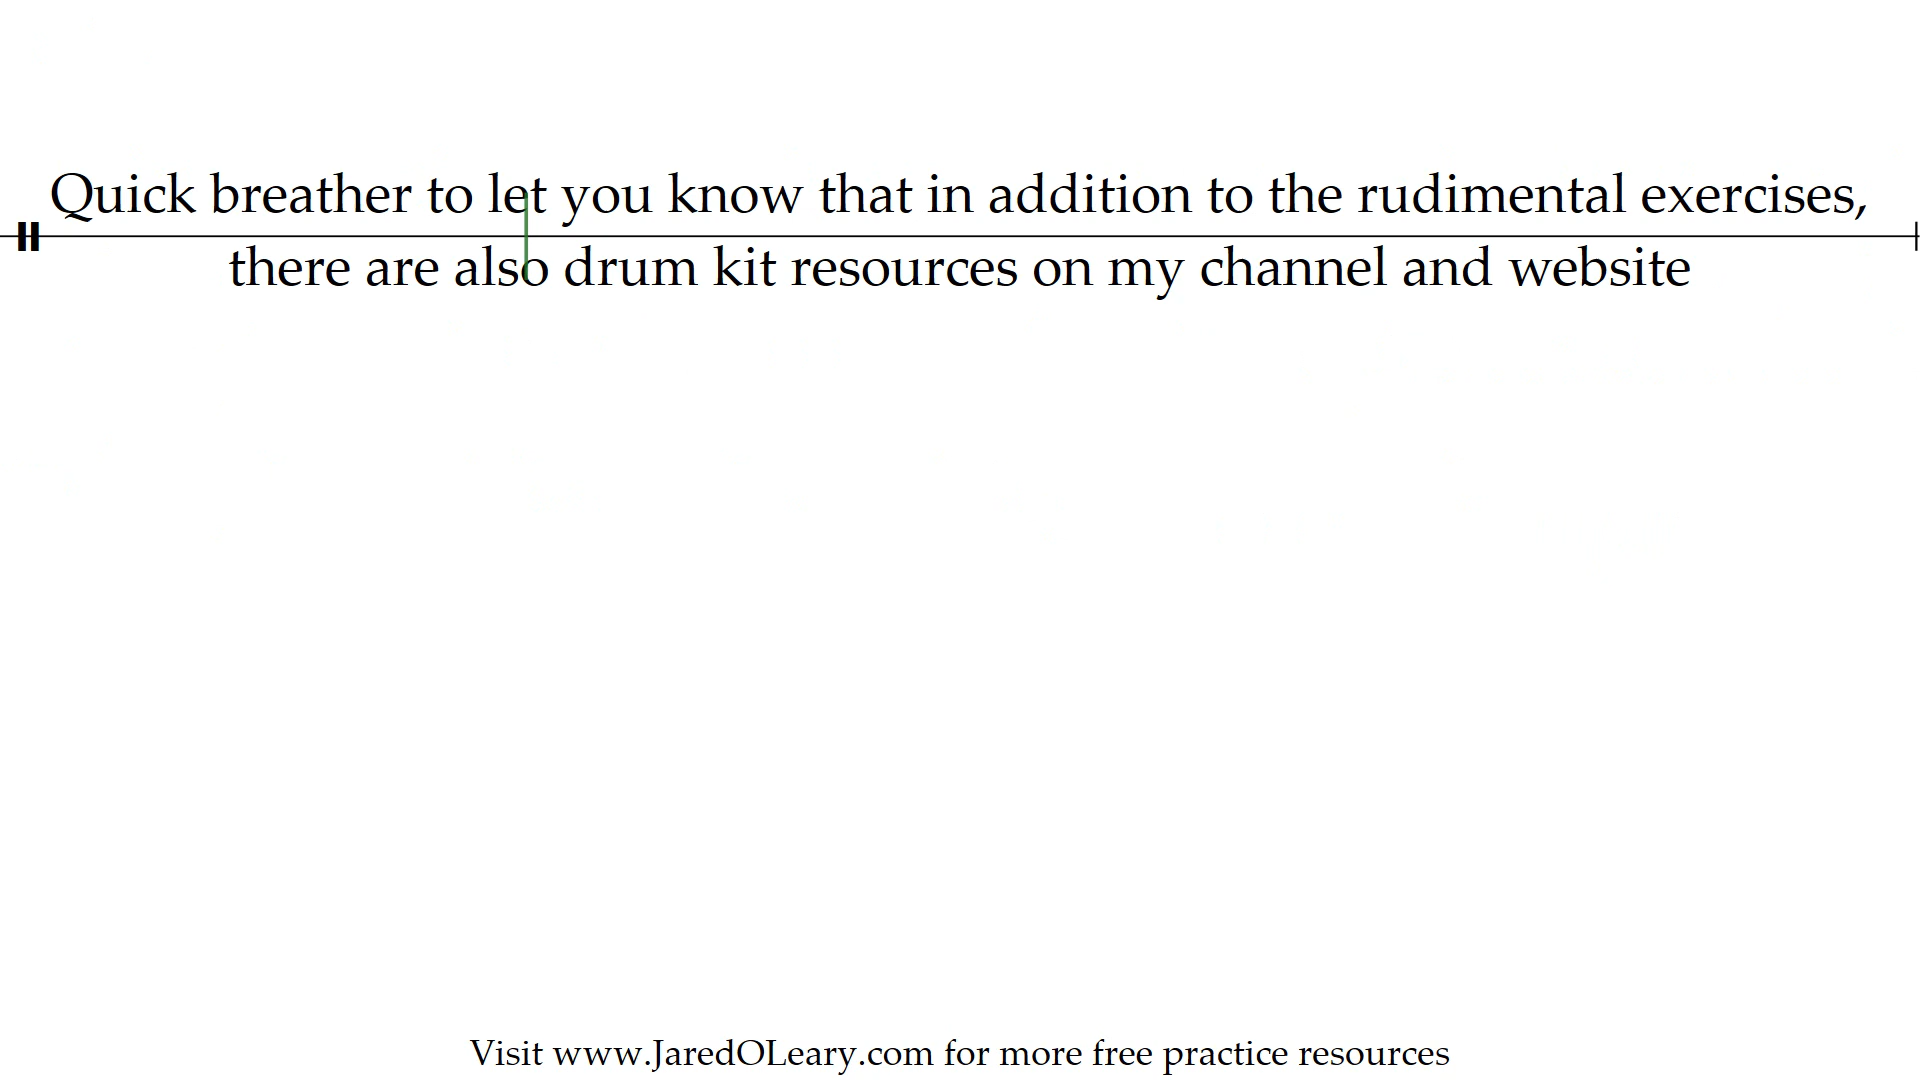 Quick breather to let you know that in addition to the rudimental exercises,
there are also drum kit resources on my channel and website
Visit www.JaredOLeary.com for more free practice resources